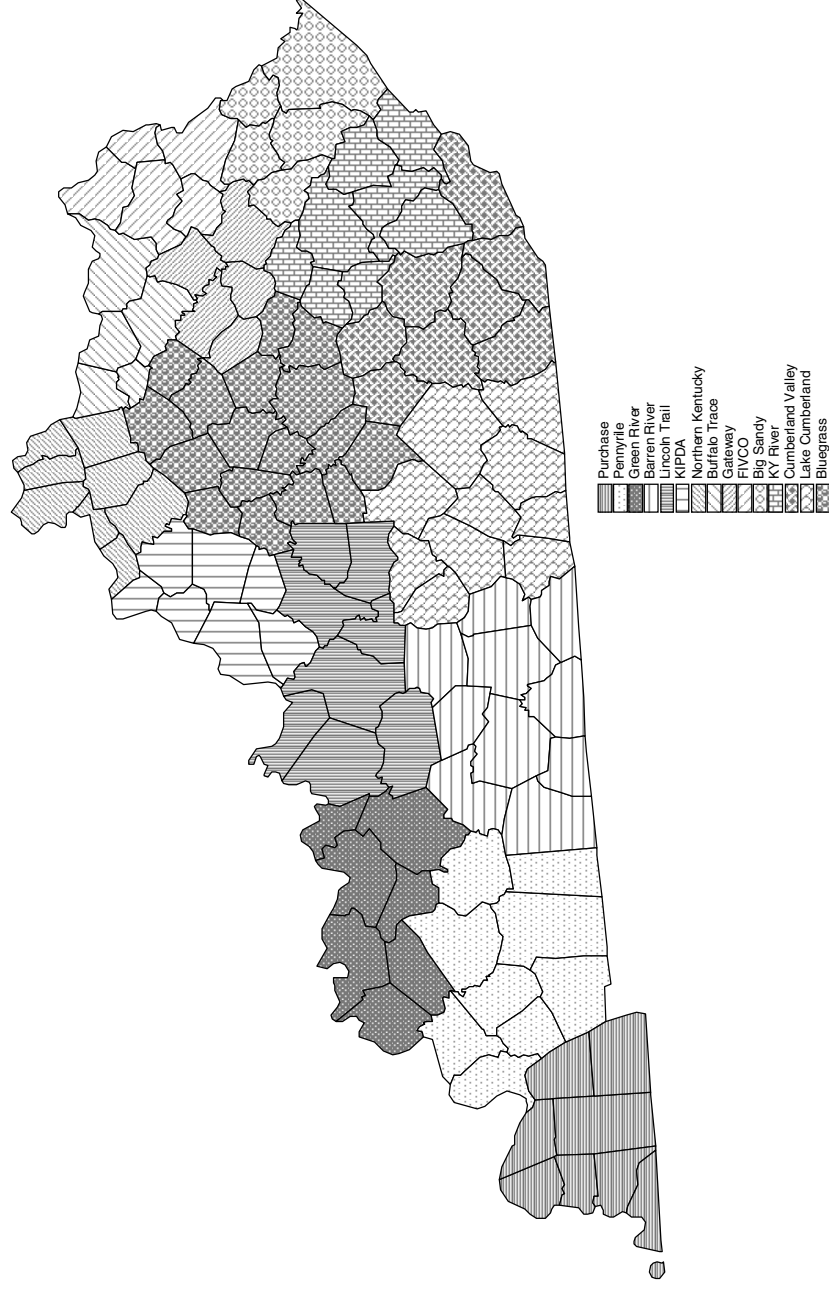 Purchase
Pennyrile
Green River
Barren River
Lincoln Trail
KIPDA
Northern Kentucky
Buffalo Trace
Gateway
FIVCO
Big Sandy
KY River
Cumberland Valley
Lake Cumberland
Bluegrass